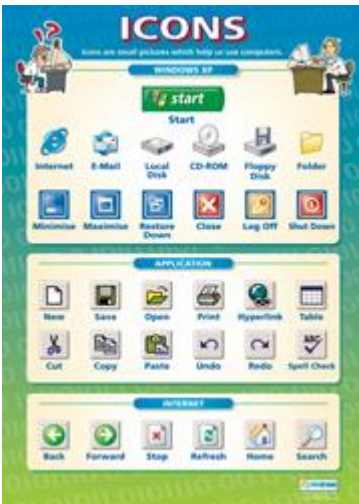 ICONS
Icons are small pictures which help us use computers.
WINDOWS XP
start
Start
Internet E-Mail Local Disk CD-ROM Floppy Disk Folder
Minimise Maximise Restore Down Close Log Off Shut Down
APPLICATION
New Save Open Print Hyperlink Table
ABC
Cut Copy Paste Undo Redo Spell Check
INTERNET
Back Forward Stop Refresh Home Search